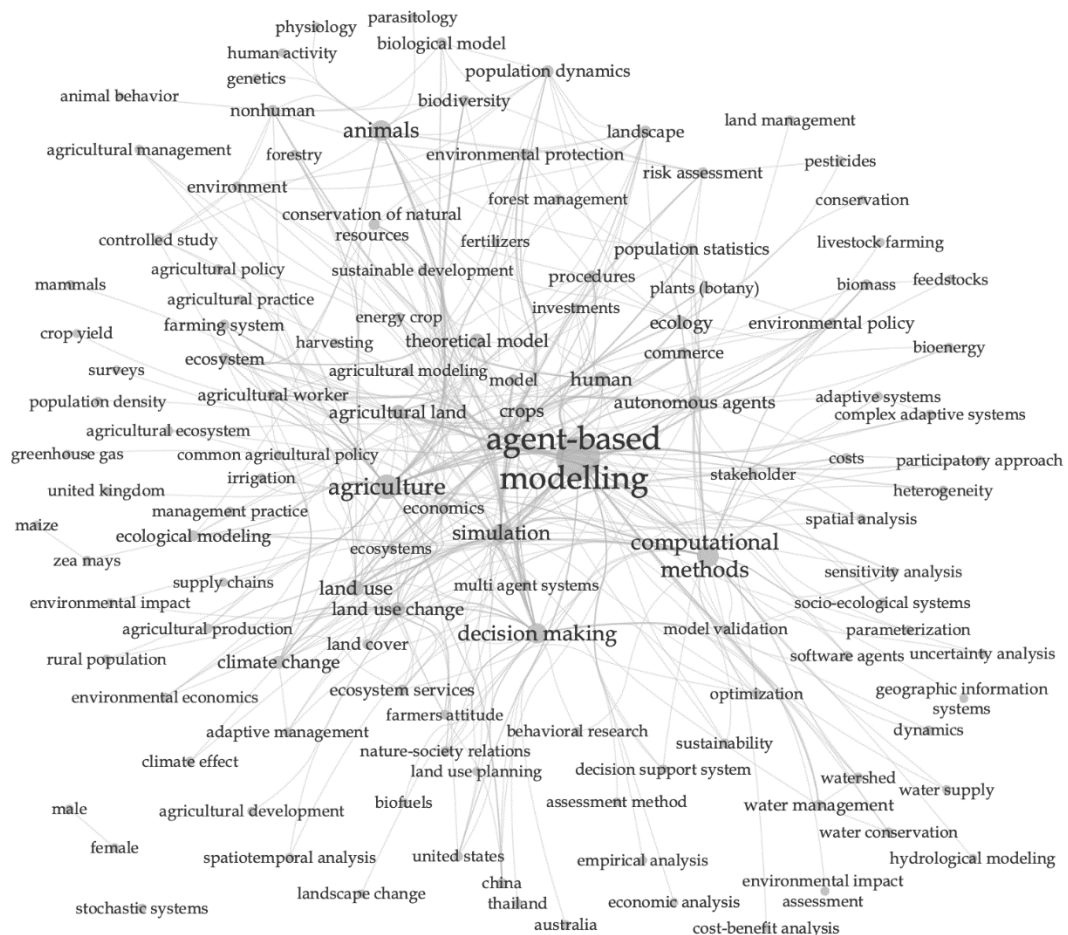 parasitology
physiology
biological model
human activity
population dynamics
genetics
animal behavior
biodiversity
nonhuman
animals
landscape
land management
agricultural management
forestry
environmental protection
risk assessment
pesticides
environment
forest management
conservation
conservation of natural
resources
controlled study
fertilizers
population statistics
livestock farming
agricultural policy
sustainable development
procedures
mammals
plants (botany)
biomass
feedstocks
agricultural practice
investments
farming system
energy crop
ecology
environmental policy
crop yield
harvesting
theoretical model
commerce
bioenergy
ecosystem
surveys
agricultural modeling
model
human
agricultural worker
population density
agricultural land
crops
autonomous agents
adaptive systems
complex adaptive systems
agricultural ecosystem
agent-based
modelling
greenhouse gas
common agricultural policy
costs
participatory approach
irrigation
stakeholder
united kingdom
agriculture
heterogeneity
management practice
economics
spatial analysis
maize
ecological modeling
simulation
computational
methods
zea mays
ecosystems
supply chains
land use
multi agent systems
sensitivity analysis
environmental impact
land use change
socio-ecological systems
agricultural production
decision making
model validation
parameterization
land cover
rural population
climate change
software agents
uncertainty analysis
environmental economics
ecosystem services
optimization
geographic information
systems
farmers attitude
adaptive management
behavioral research
dynamics
nature-society relations
sustainability
climate effect
land use planning
decision support system
watershed
water supply
male
agricultural development
biofuels
assessment method
water management
water conservation
female
spatiotemporal analysis
united states
empirical analysis
hydrological modeling
china
environmental impact
assessment
landscape change
thailand
economic analysis
stochastic systems
australia
cost-benefit analysis